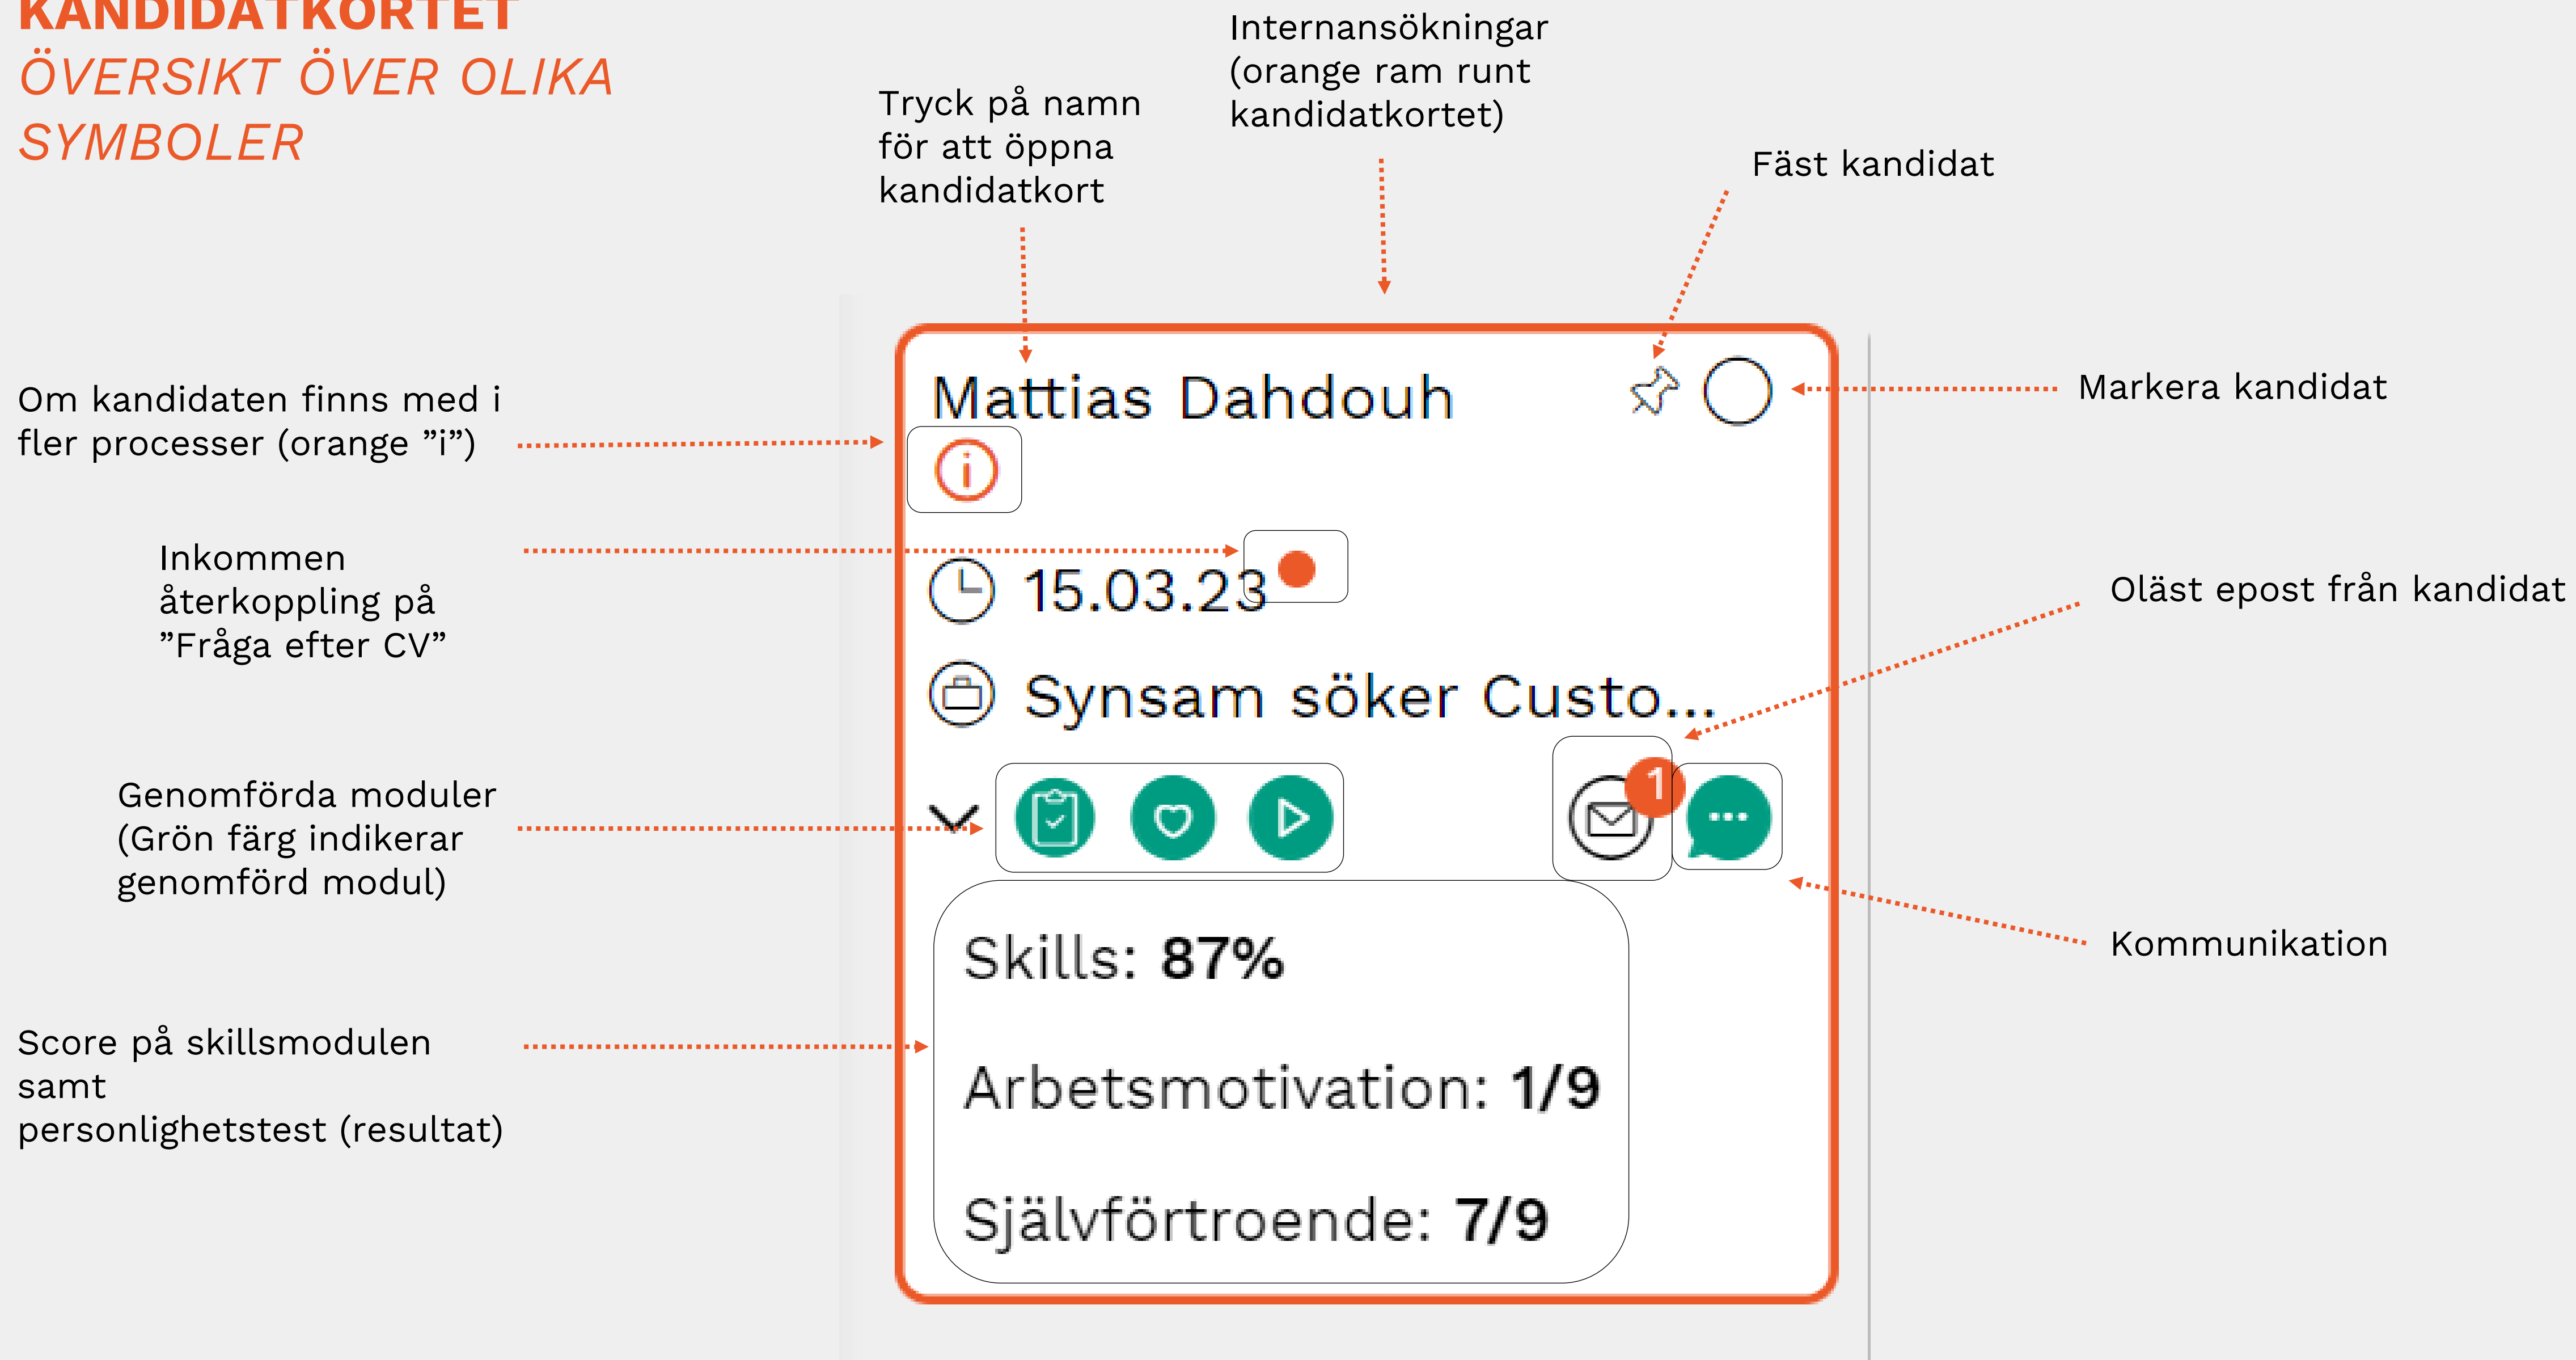 KANDIDATKORTET
ÖVERSIKT ÖVER OLIKA
SYMBOLER
Tryck på namn
för att öppna
kandidatkort
Internansökningar
(orange ram runt
kandidatkortet)
Fäst kandidat
Markera kandidat
Om kandidaten finns med i
fler processer (orange ”i”)
Inkommen
återkoppling på
”Fråga efter CV”
Genomförda moduler
(Grön färg indikerar
genomförd modul)
Score på skillsmodulen
samt
personlighetstest (resultat)
Mattias Dahdouh
i
15.03.23
Synsam söker Custo...
1
Skills: 87%
Arbetsmotivation: 1/9
Självförtroende: 7/9
Oläst epost från kandidat
Kommunikation